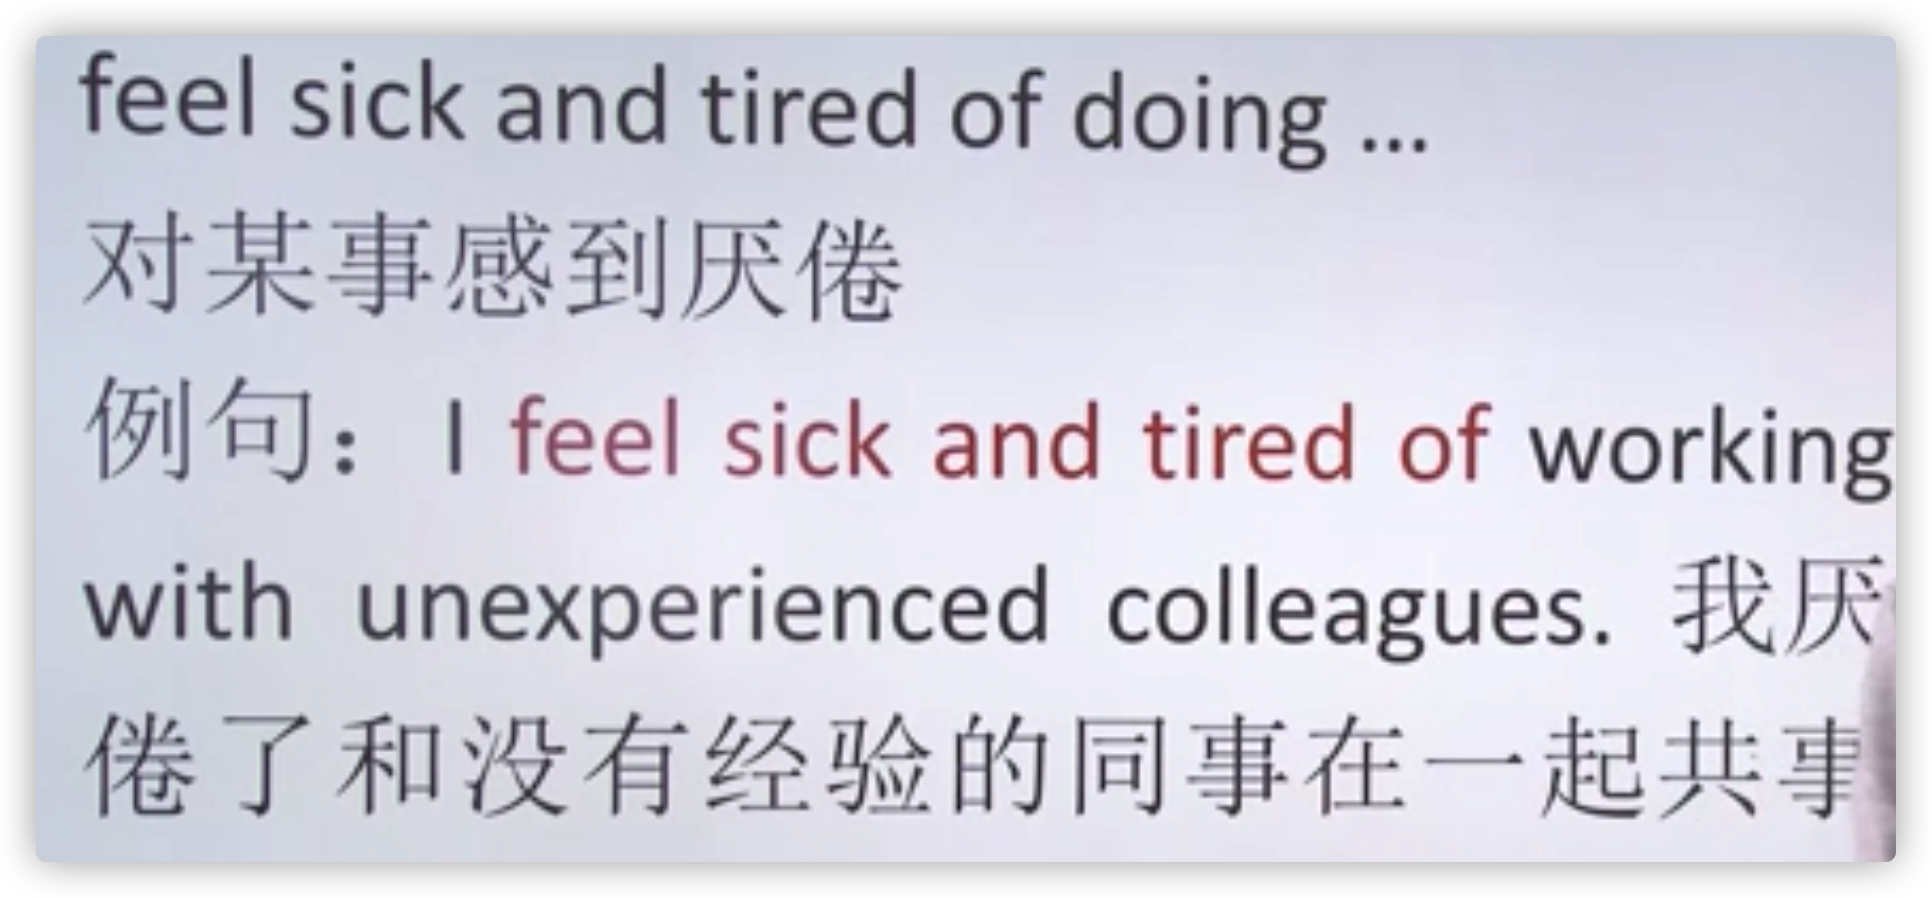 feel sick and tired of doing ...
对某事感到厌倦
例句： I feel sick and tired of working
with unexperienced colleagues. 我厌
倦了和没有经验的同事在一起共事